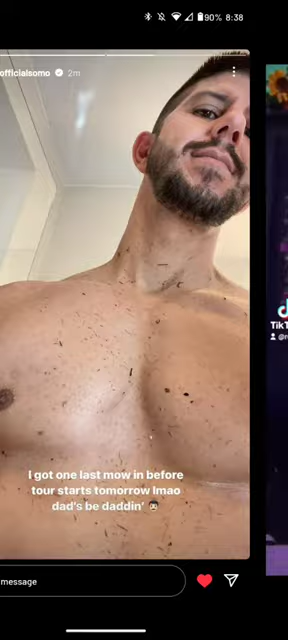 90% 8:38
officialsomo 2m
I got one last mow in before
tour starts tomorrow lmao
dad's be daddin'
message
TikT